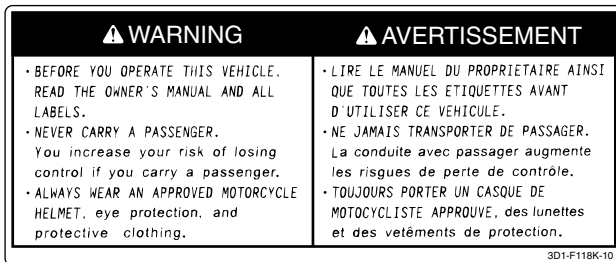 WARNING
· BEFORE YOU OPERATE THIS VEHICLE.
READ THE OWNER'S MANUAL AND ALL
LABELS.
· NEVER CARRY A PASSENGER.
You increase your risk of losing
control if you carry a passenger.
· ALWAYS WEAR AN APPROVED MOTORCYCLE
HELMET, eye protection, and
protective clothing.
AVERTISSEMENT
· LIRE LE MANUEL DU PROPRIETAIRE AINSI
QUE TOUTES LES ETIQUETTES AVANT
D'UTILISER CE VEHICULE.
· NE JAMAIS TRANSPORTER DE PASSAGER.
La conduite avec passager augmente
les risgues de perte de contrôle.
· TOUJOURS PORTER UN CASQUE DE
MOTOCYCLISTE APPROUVE, des lunettes
et des vetêments de protection.
3D1-F118K-10